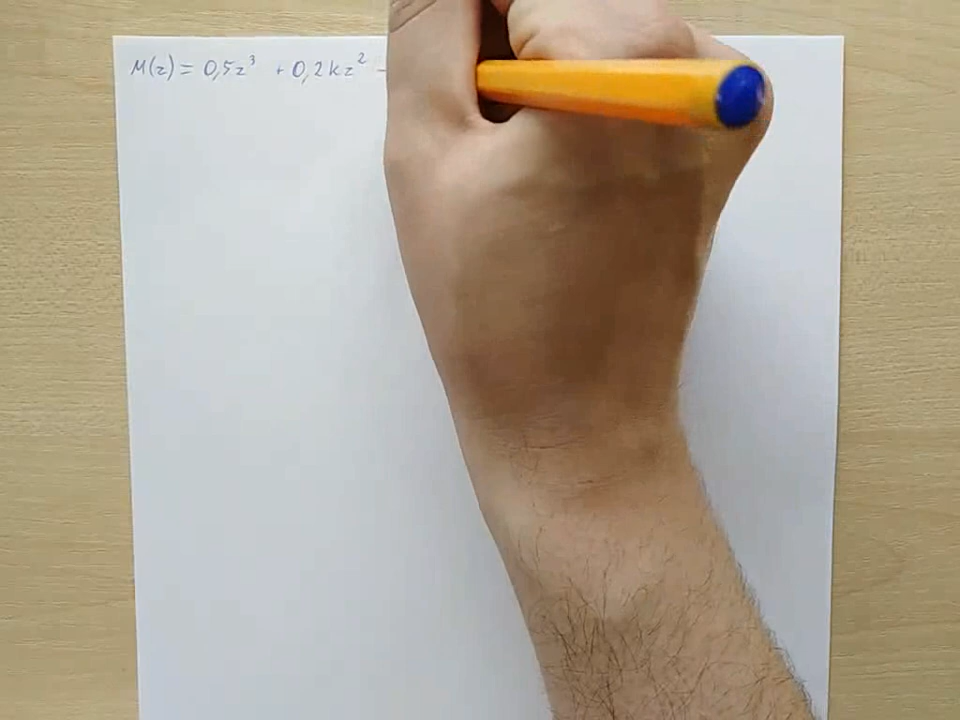 M(z) = 0,5z³ + 0,2kz² -